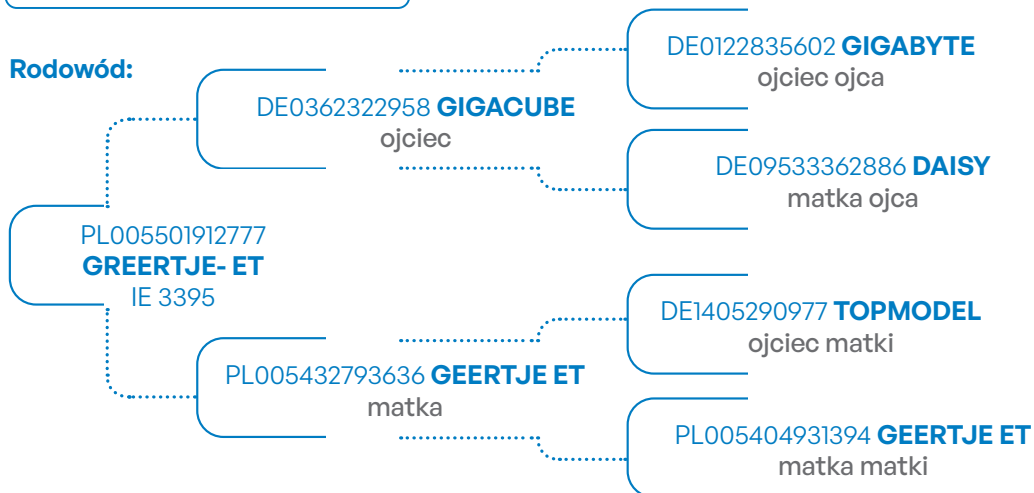 Rodowód:
DE0122835602 GIGABYTE
ojciec ojca
DE0362322958 GIGACUBE
ojciec
DE09533362886 DAISY
matka ojca
PL005501912777
GREERTJE- ET
IE 3395
DE1405290977 TOPMODEL
ojciec matki
PL005432793636 GEERTJE ET
matka
PL005404931394 GEERTJE ET
matka matki